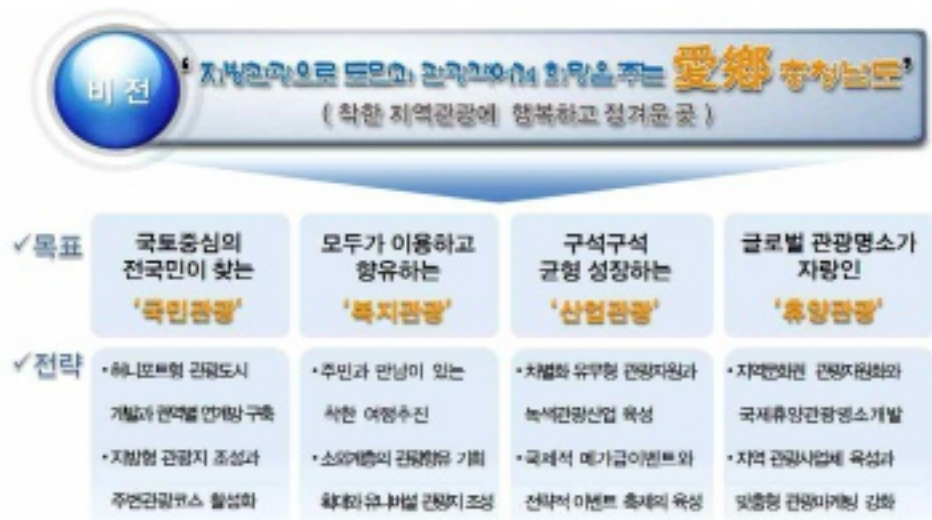 비전
' 지방관광으로 도민과 관광객에게 희망을 주는 愛鄕 충청남도'
( 착한 지역관광에 행복하고 정겨운 곳 )
✓목표
국토중심의
전국민이 찾는
'국민관광'
모두가 이용하고
향유하는
'복지관광'
구석구석
균형 성장하는
'산업관광'
글로벌 관광명소가
자랑인
'휴양관광'
✓전략
• 허니포트형 관광도시
개발과 권역별 연계망 구축
• 지방형 관광지 조성과
주변관광코스 활성화
• 주민과 만남이 있는
착한 여행추진
• 소외계층의 관광향유 기회
확대와 유니버설 관광지 조성
• 차별화 유무형 관광자원과
녹색관광산업 육성
• 국제적 메가급이벤트와
전략적 이벤트 축제의 육성
• 지역문화권 관광자원화와
국제휴양관광명소개발
• 지역 관광사업체 육성과
맞춤형 관광마케팅 강화